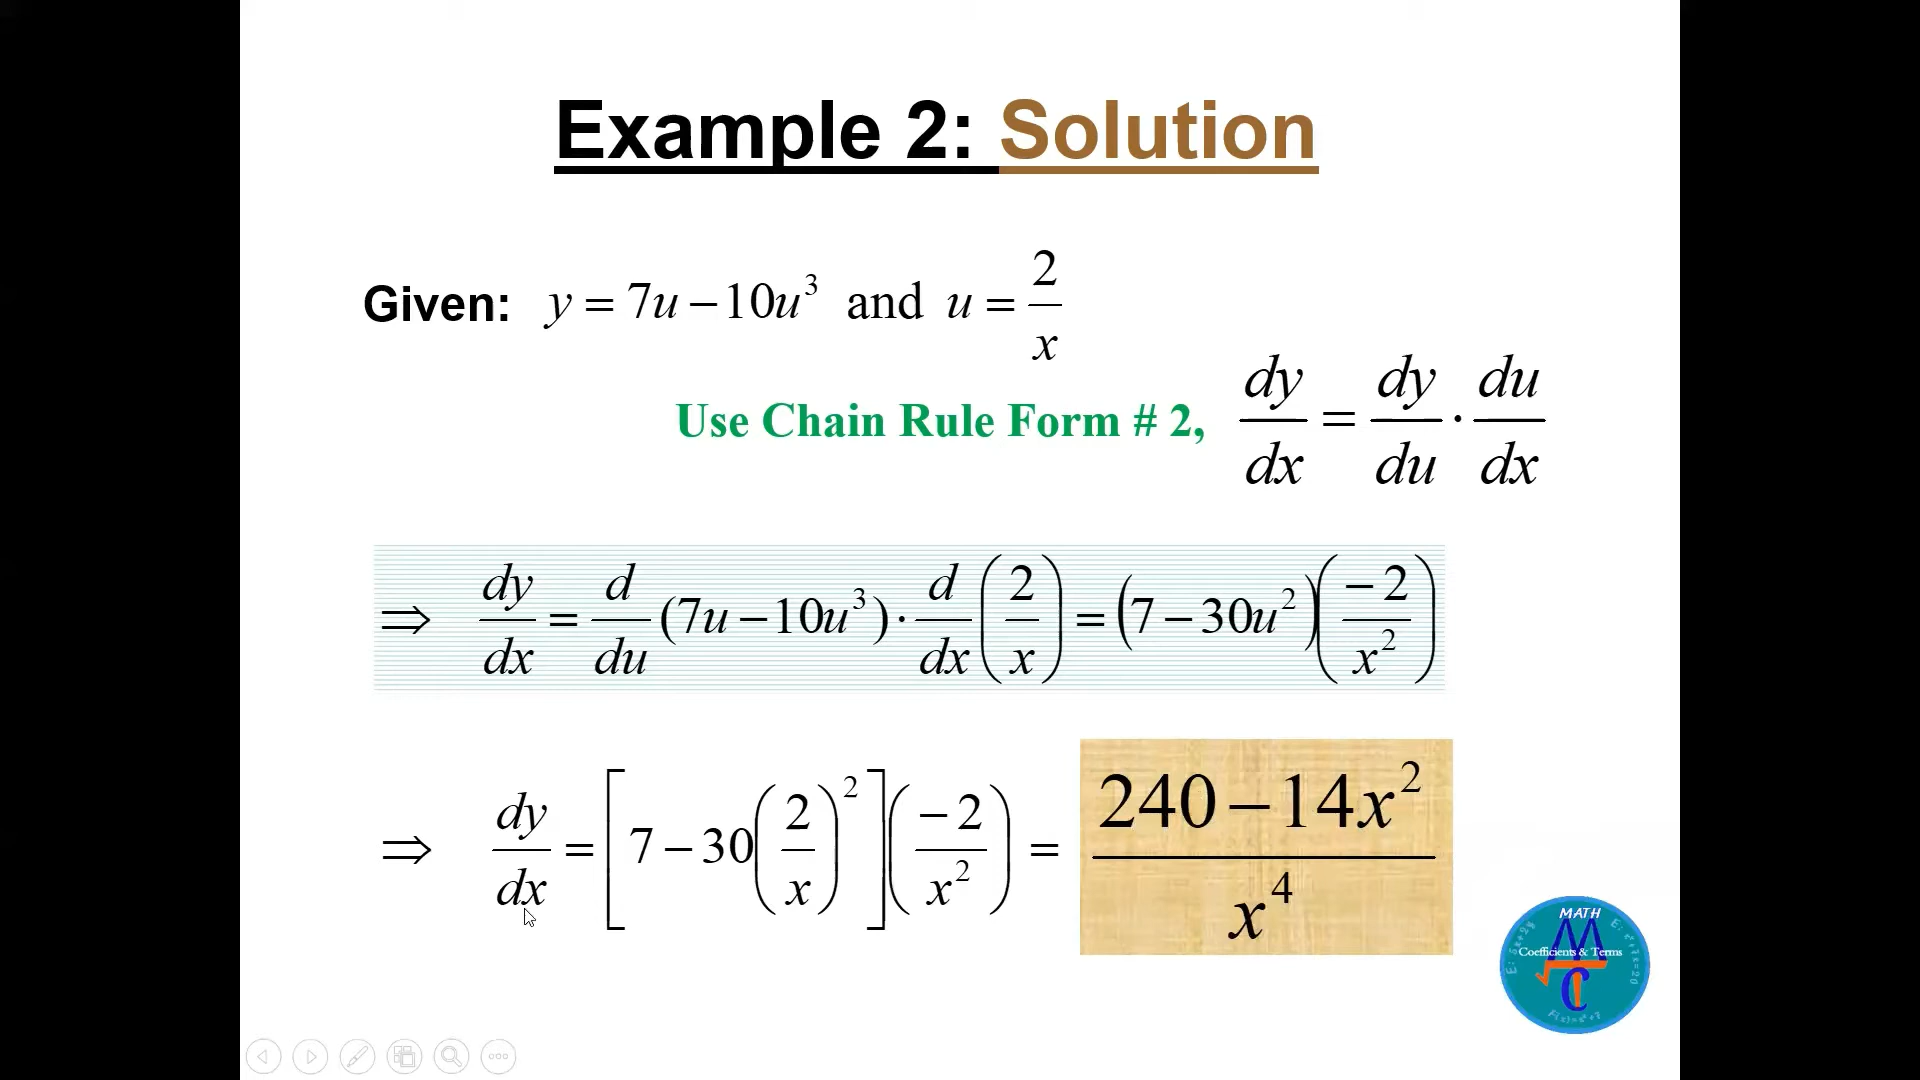 Example 2: Solution
Given: y = 7u − 10u³ and u = 2/x
Use Chain Rule Form # 2, dy/dx = dy/du · du/dx
⇒ dy/dx = d/du (7u − 10u³) · d/dx (2/x) = (7 − 30u²)(−2/x²)
⇒ dy/dx = [7 − 30(2/x)²](−2/x²) = (240 − 14x²)/x⁴
MATH
Coefficients & Terms